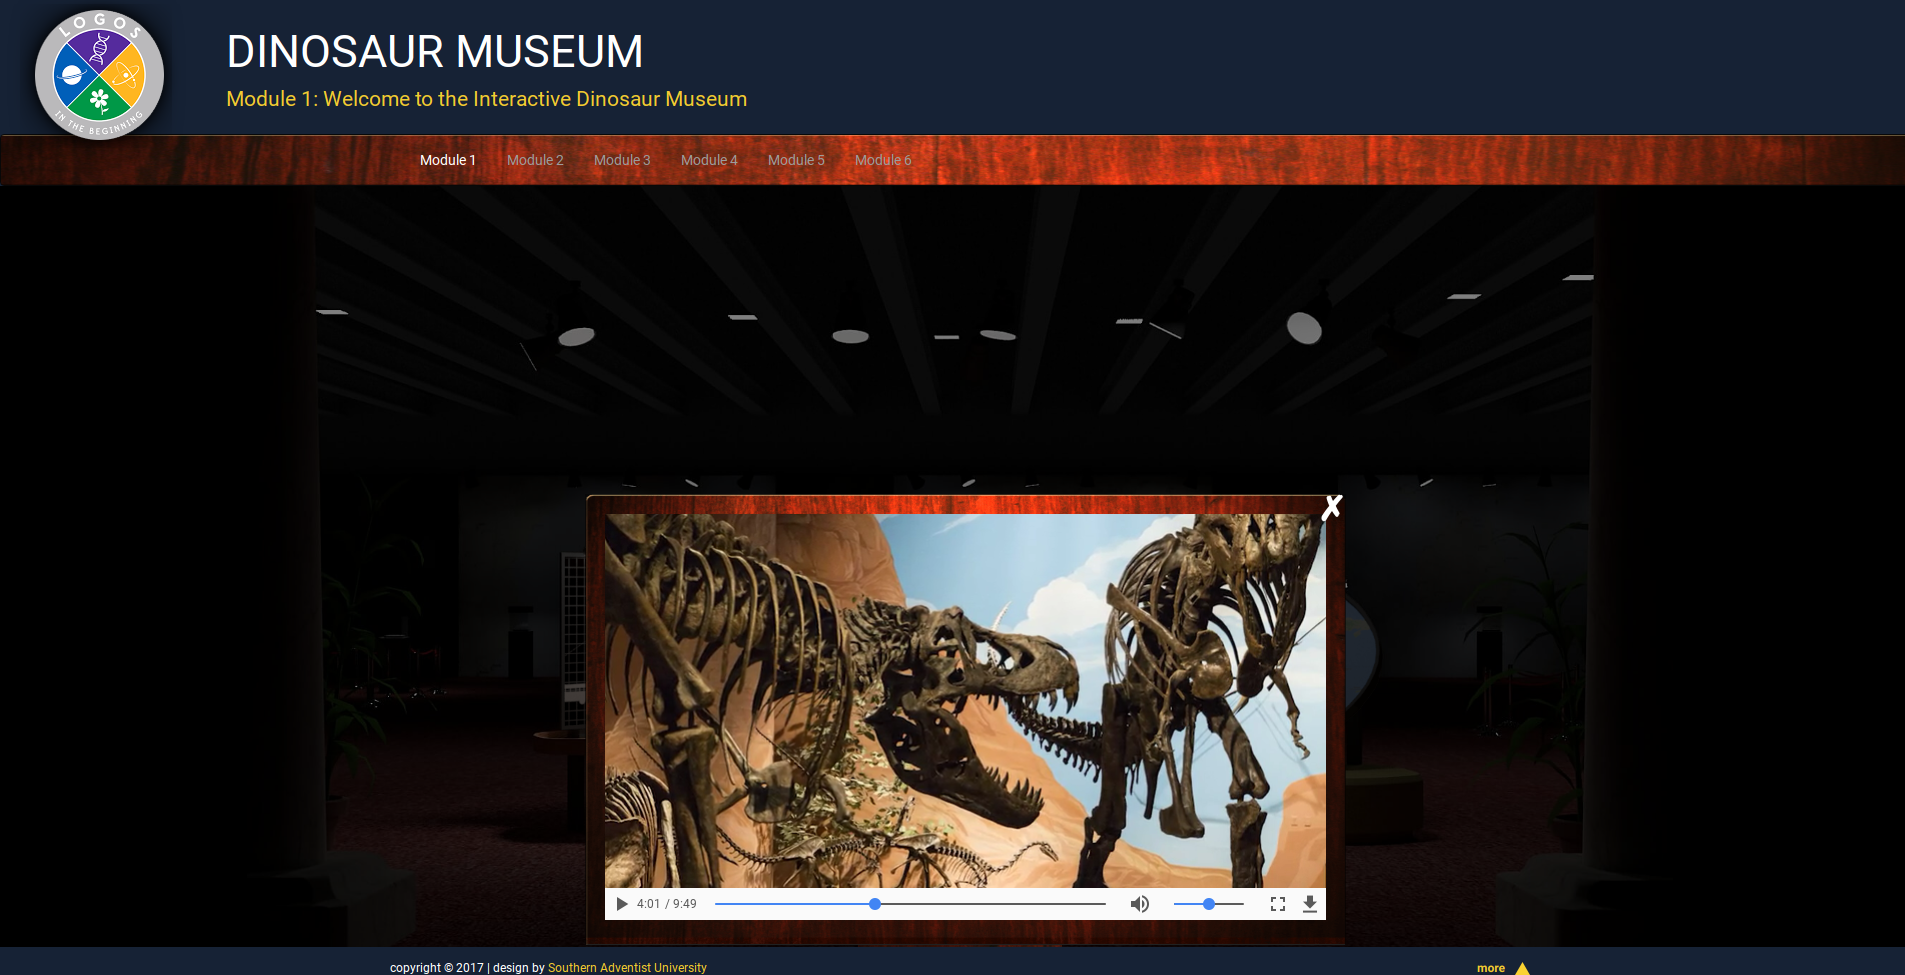 LOGOS
IN THE BEGINNING
DINOSAUR MUSEUM
Module 1: Welcome to the Interactive Dinosaur Museum
Module 1 Module 2 Module 3 Module 4 Module 5 Module 6
✗
4:01 / 9:49
copyright © 2017 | design by Southern Adventist University
more